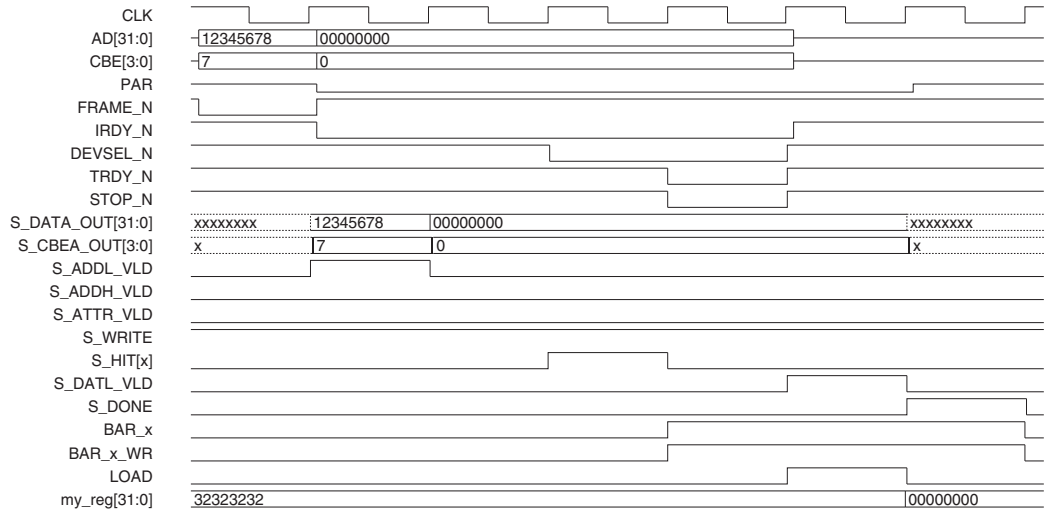 CLK
AD[31:0] 12345678 00000000
CBE[3:0] 7 0
PAR
FRAME_N
IRDY_N
DEVSEL_N
TRDY_N
STOP_N
S_DATA_OUT[31:0] xxxxxxxx 12345678 00000000 xxxxxxxx
S_CBEA_OUT[3:0] x 7 0 x
S_ADDL_VLD
S_ADDH_VLD
S_ATTR_VLD
S_WRITE
S_HIT[x]
S_DATL_VLD
S_DONE
BAR_x
BAR_x_WR
LOAD
my_reg[31:0] 32323232 00000000